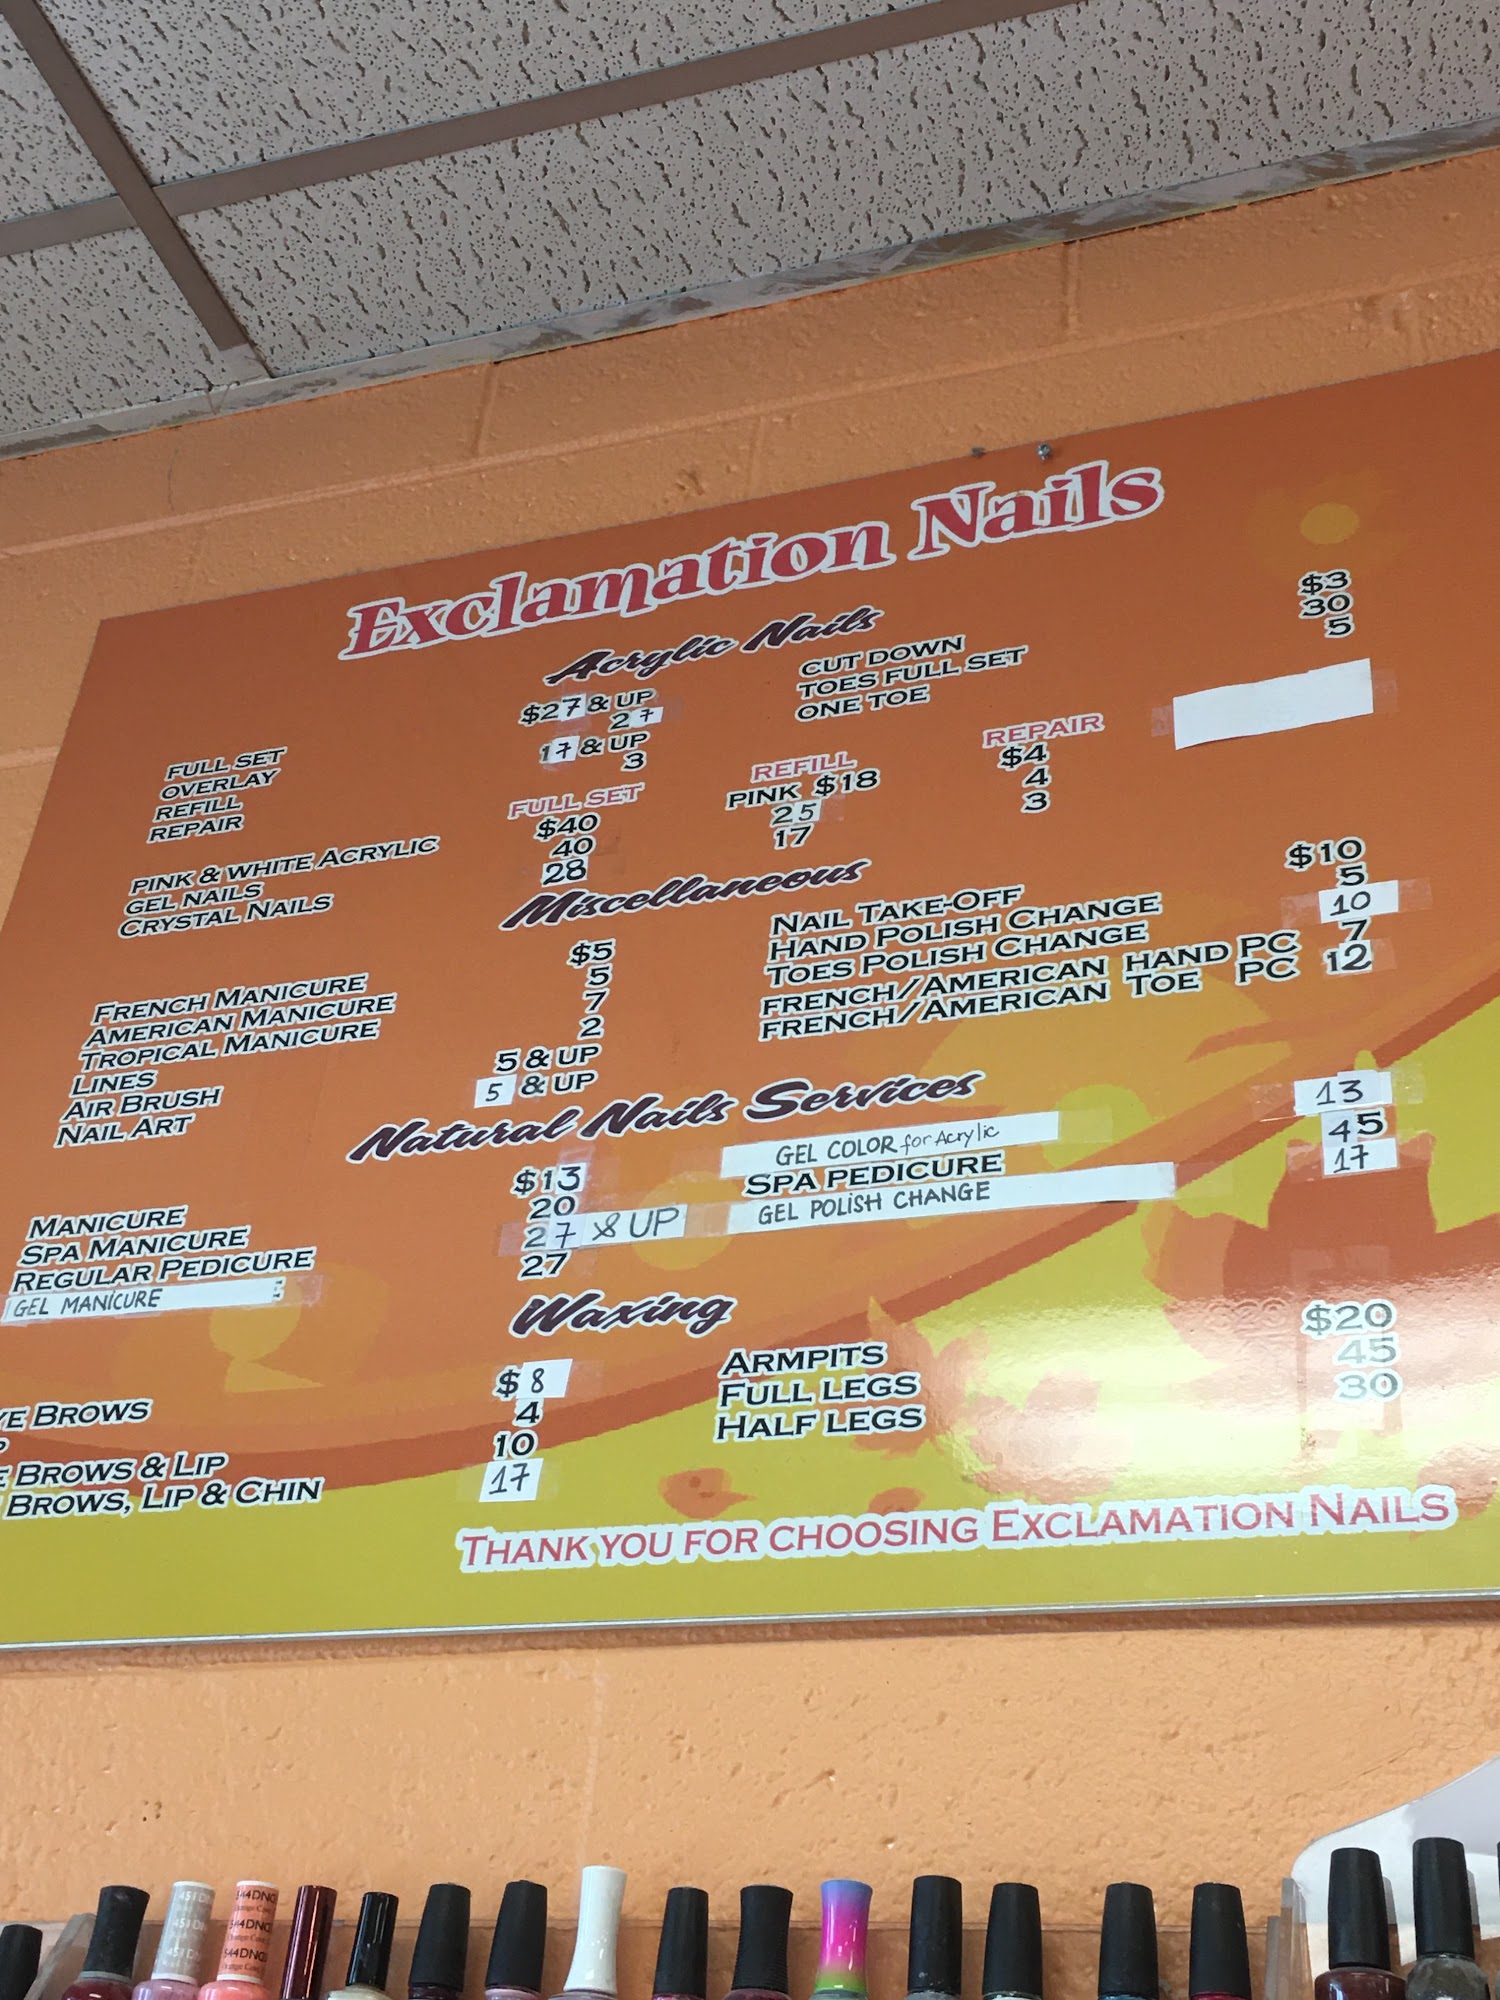 Exclamation Nails
Acrylic Nails
FULL SET $27 & UP
OVERLAY 27
REFILL 17 & UP
REPAIR 3
CUT DOWN $3
TOES FULL SET 30
ONE TOE 5
FULL SET REFILL REPAIR
PINK & WHITE ACRYLIC $40 PINK $18 $4
GEL NAILS 40 25 4
CRYSTAL NAILS 28 17 3
Miscellaneous
FRENCH MANICURE $5
AMERICAN MANICURE 5
TROPICAL MANICURE 7
LINES 2
AIR BRUSH 5 & UP
NAIL ART 5 & UP
NAIL TAKE-OFF $10
HAND POLISH CHANGE 5
TOES POLISH CHANGE 10
FRENCH/AMERICAN HAND PC 7
FRENCH/AMERICAN TOE PC 12
Natural Nails Services
MANICURE $13
SPA MANICURE 20
REGULAR PEDICURE 27 & UP
GEL MANICURE 27
GEL COLOR for Acrylic 13
SPA PEDICURE 45
GEL POLISH CHANGE 17
Waxing
YE BROWS $8
P 4
E BROWS & LIP 10
BROWS, LIP & CHIN 17
ARMPITS $20
FULL LEGS 45
HALF LEGS 30
THANK YOU FOR CHOOSING EXCLAMATION NAILS